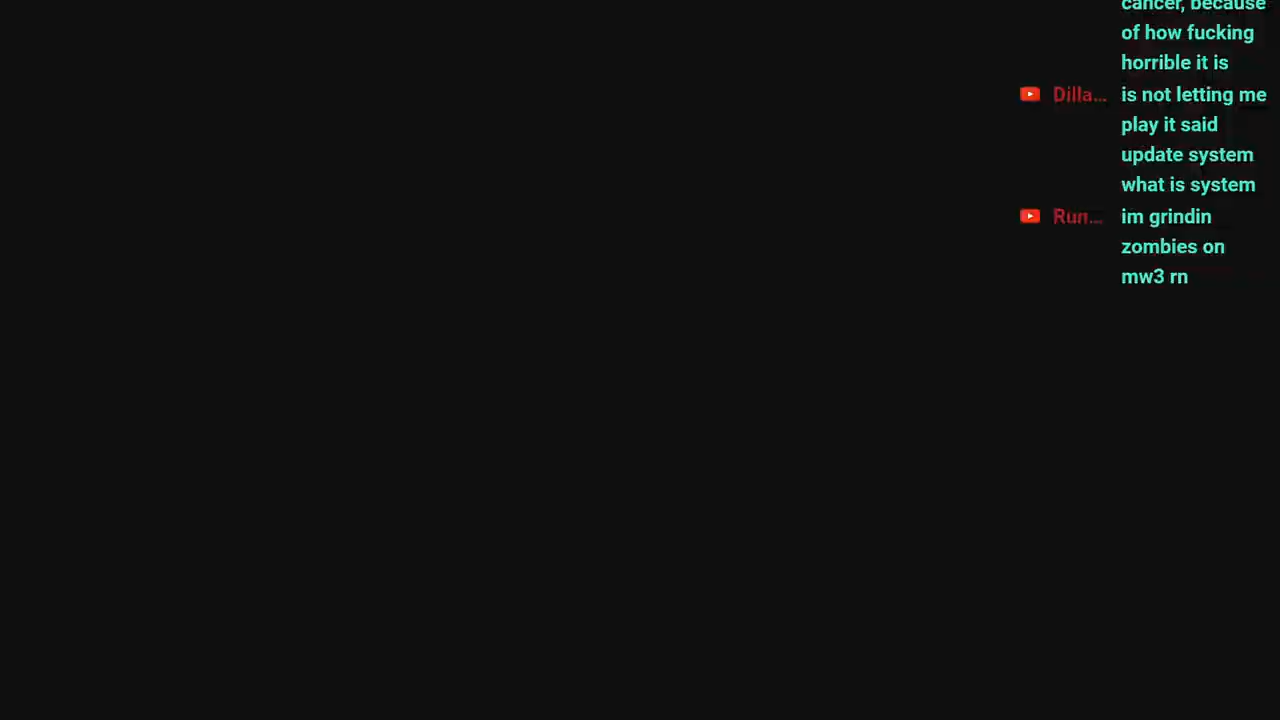 cancer, because
of how fucking
horrible it is
Dilla... is not letting me
play it said
update system
what is system
Run... im grindin
zombies on
mw3 rn